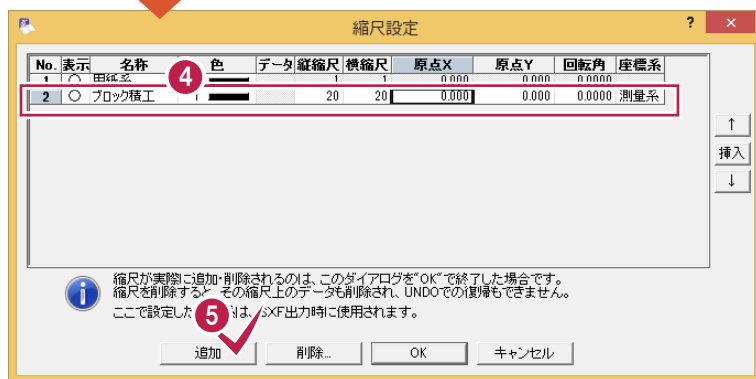 縮尺設定
? ×
No. 表示 名称 色 データ 縦縮尺 横縮尺 原点X 原点Y 回転角 座標系
4
1 ○ 用紙系 1 1 0.000 0.000 0.0000
2 ○ ブロック積工 1 20 20 0.000 0.000 0.0000 測量系
↑
挿入
↓
縮尺が実際に追加・削除されるのは、このダイアログを"OK"で終了した場合です。
縮尺を削除すると、その縮尺上のデータも削除され、UNDOでの復帰もできません。
ここで設定した は、SXF出力時に使用されます。
5
追加 削除... OK キャンセル